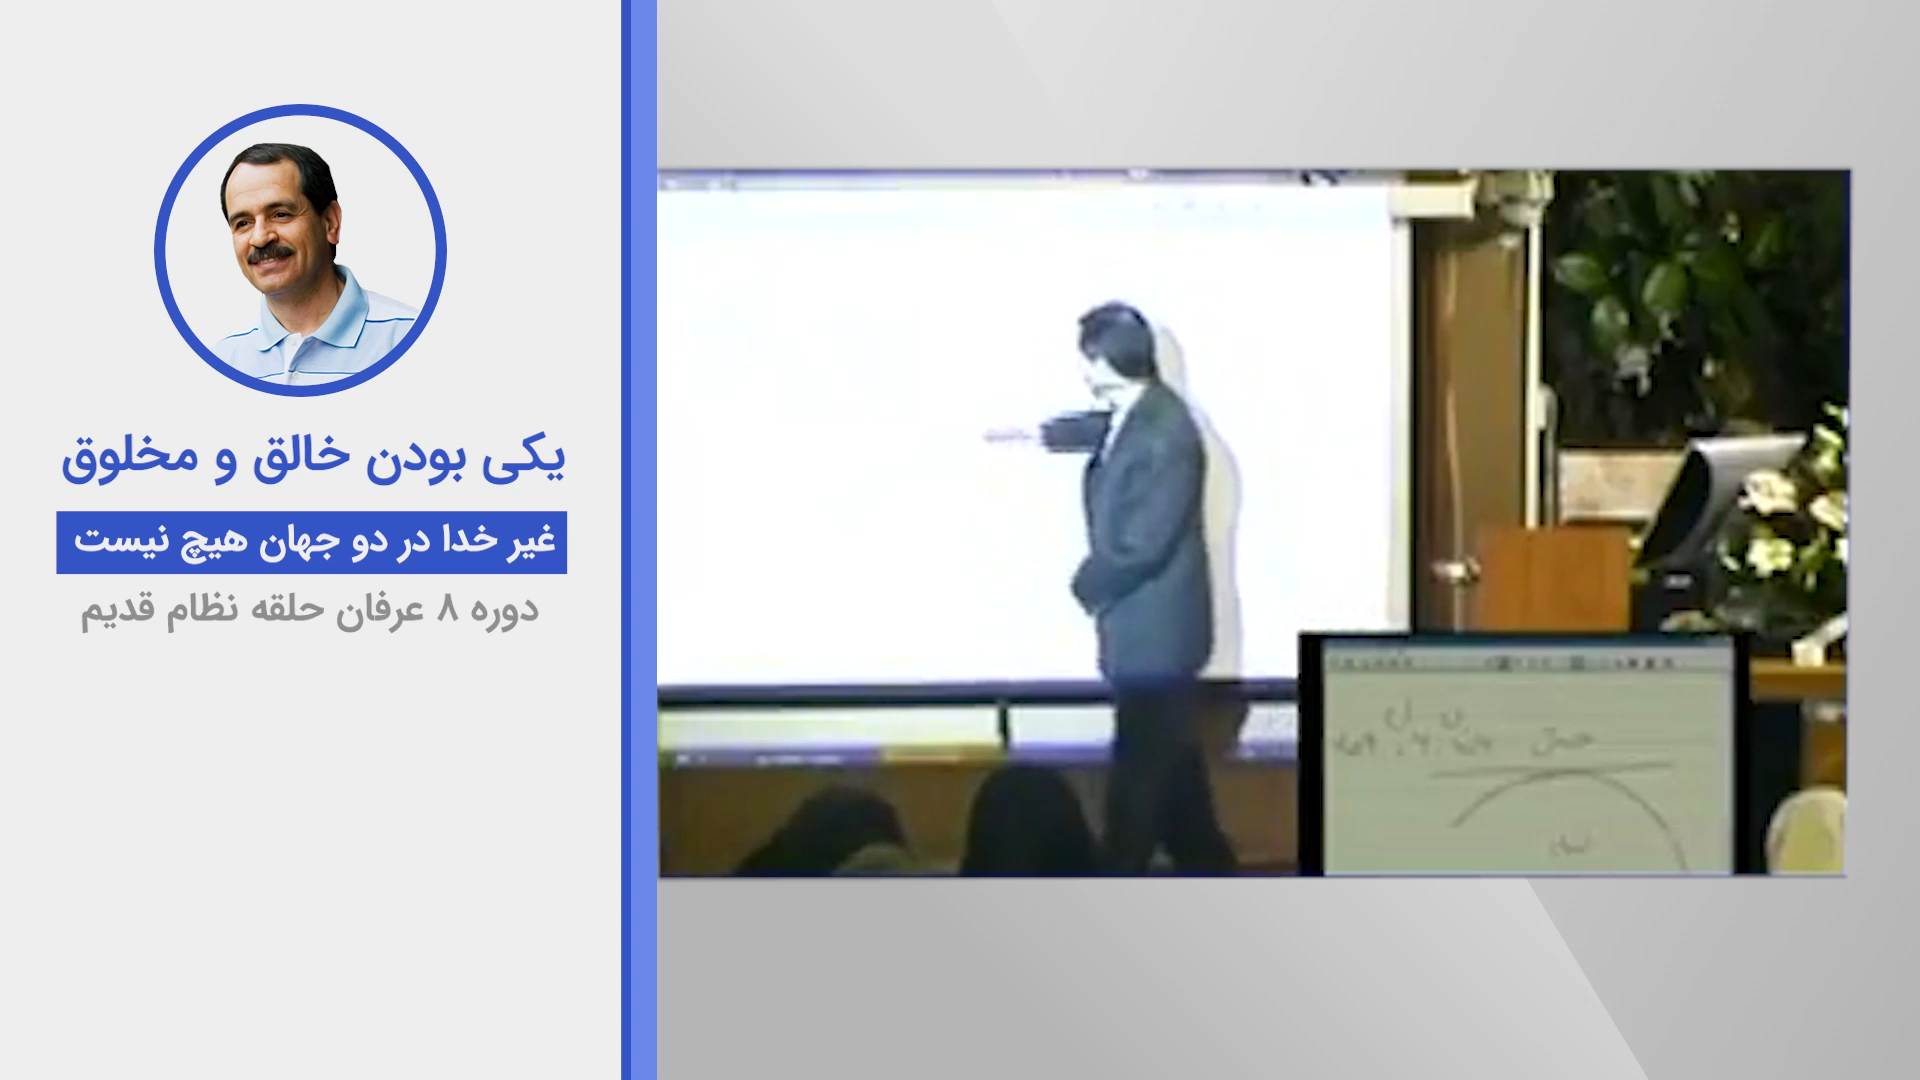 یکی بودن خالق و مخلوق
غیر خدا در دو جهان هیچ نیست
دوره ۸ عرفان حلقه نظام قدیم